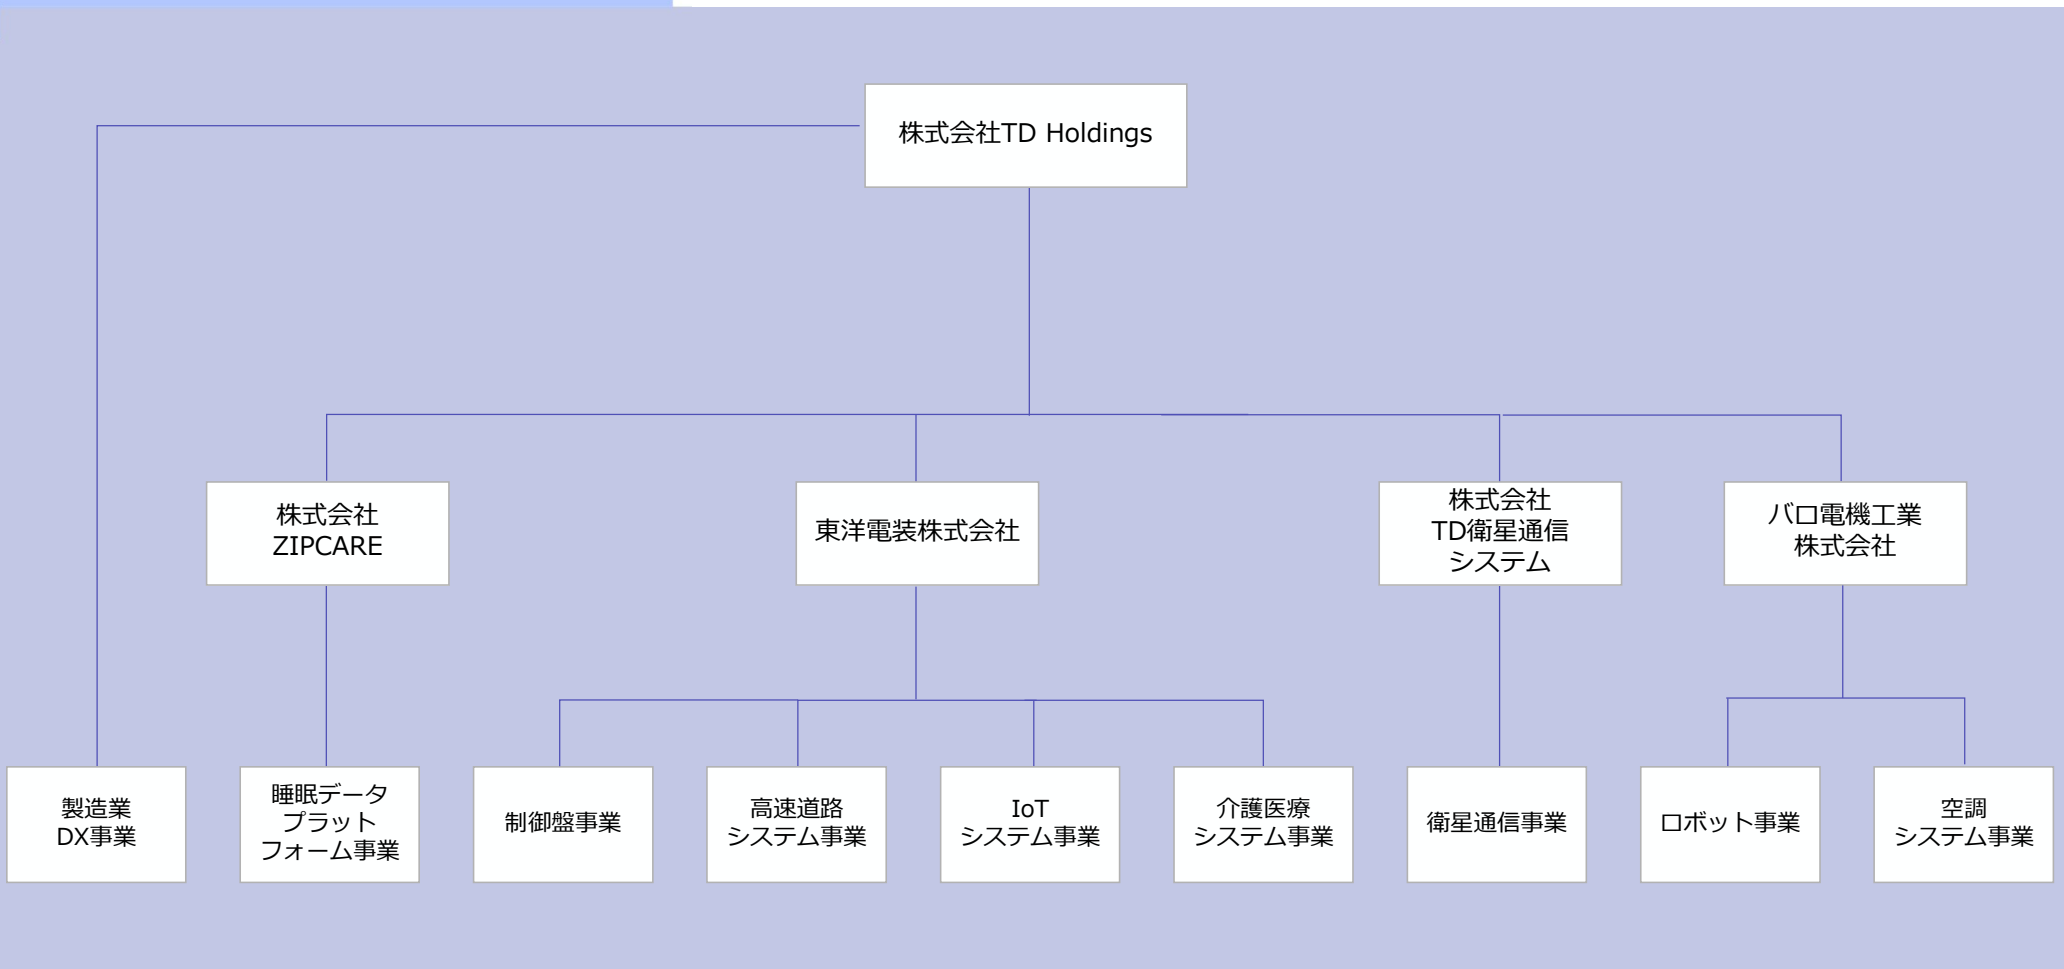 株式会社TD Holdings
株式会社
ZIPCARE
東洋電装株式会社
株式会社
TD衛星通信
システム
バロ電機工業
株式会社
製造業
DX事業
睡眠データ
プラット
フォーム事業
制御盤事業
高速道路
システム事業
IoT
システム事業
介護医療
システム事業
衛星通信事業
ロボット事業
空調
システム事業